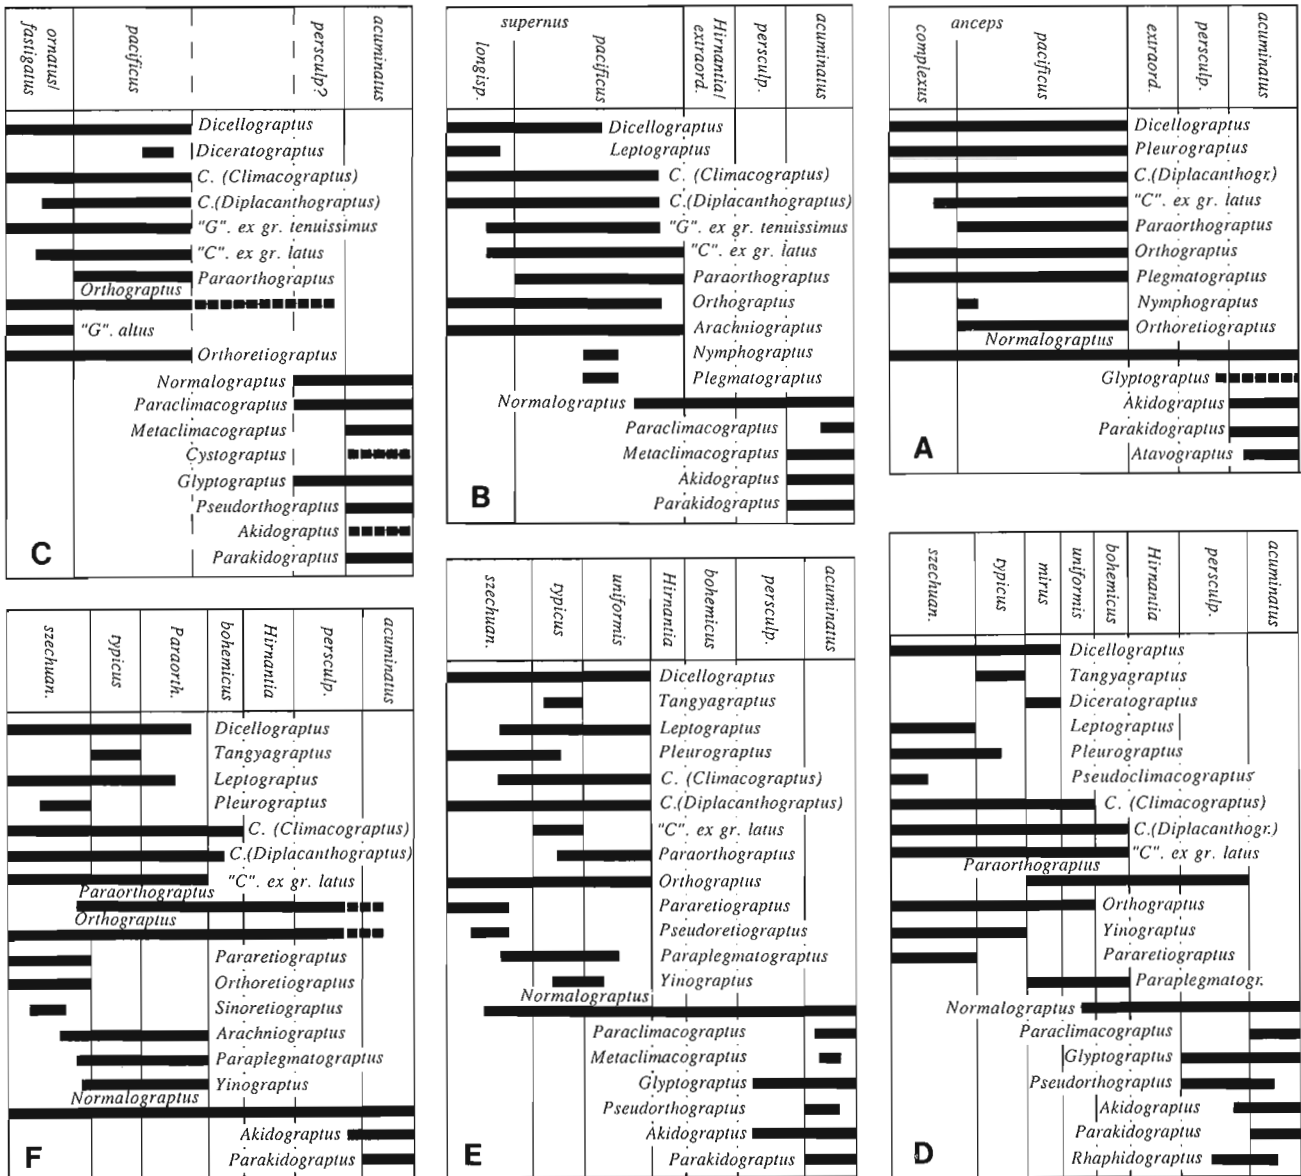 ornatus/
fastigatus
pacificus
persculp?
acuminatus
Dicellograptus
Diceratograptus
C. (Climacograptus)
C.(Diplacanthograptus)
"G". ex gr. tenuissimus
"C". ex gr. latus
Paraorthograptus
Orthograptus
"G". altus
Orthoretiograptus
Normalograptus
Paraclimacograptus
Metaclimacograptus
Cystograptus
Glyptograptus
Pseudorthograptus
Akidograptus
Parakidograptus
C
supernus
longisp.
pacificus
Hirnantia/
extraord.
persculp.
acuminatus
Dicellograptus
Leptograptus
C. (Climacograptus)
C.(Diplacanthograptus)
"G". ex gr. tenuissimus
"C". ex gr. latus
Paraorthograptus
Orthograptus
Arachniograptus
Nymphograptus
Plegmatograptus
Normalograptus
Paraclimacograptus
Metaclimacograptus
Akidograptus
Parakidograptus
B
anceps
complexus
pacificus
extraord.
persculp.
acuminatus
Dicellograptus
Pleurograptus
C.(Diplacanthogr.)
"C". ex gr. latus
Paraorthograptus
Orthograptus
Plegmatograptus
Nymphograptus
Orthoretiograptus
Normalograptus
Glyptograptus
Akidograptus
Parakidograptus
Atavograptus
A
szechuan.
typicus
Paraorth.
bohemicus
Hirnantia
persculp.
acuminatus
Dicellograptus
Tangyagraptus
Leptograptus
Pleurograptus
C. (Climacograptus)
C.(Diplacanthograptus)
"C". ex gr. latus
Paraorthograptus
Orthograptus
Pararetiograptus
Orthoretiograptus
Sinoretiograptus
Arachniograptus
Paraplegmatograptus
Yinograptus
Normalograptus
Akidograptus
Parakidograptus
F
szechuan.
typicus
uniformis
Hirnantia
bohemicus
persculp.
acuminatus
Dicellograptus
Tangyagraptus
Leptograptus
Pleurograptus
C. (Climacograptus)
C.(Diplacanthograptus)
"C". ex gr. latus
Paraorthograptus
Orthograptus
Pararetiograptus
Pseudoretiograptus
Paraplegmatograptus
Yinograptus
Normalograptus
Paraclimacograptus
Metaclimacograptus
Glyptograptus
Pseudorthograptus
Akidograptus
Parakidograptus
E
szechuan.
typicus
mirus
uniformis
bohemicus
Hirnantia
persculp.
acuminatus
Dicellograptus
Tangyagraptus
Diceratograptus
Leptograptus
Pleurograptus
Pseudoclimacograptus
C. (Climacograptus)
C.(Diplacanthogr.)
"C". ex gr. latus
Paraorthograptus
Orthograptus
Yinograptus
Pararetiograptus
Paraplegmatogr.
Normalograptus
Paraclimacograptus
Glyptograptus
Pseudorthograptus
Akidograptus
Parakidograptus
Rhaphidograptus
D